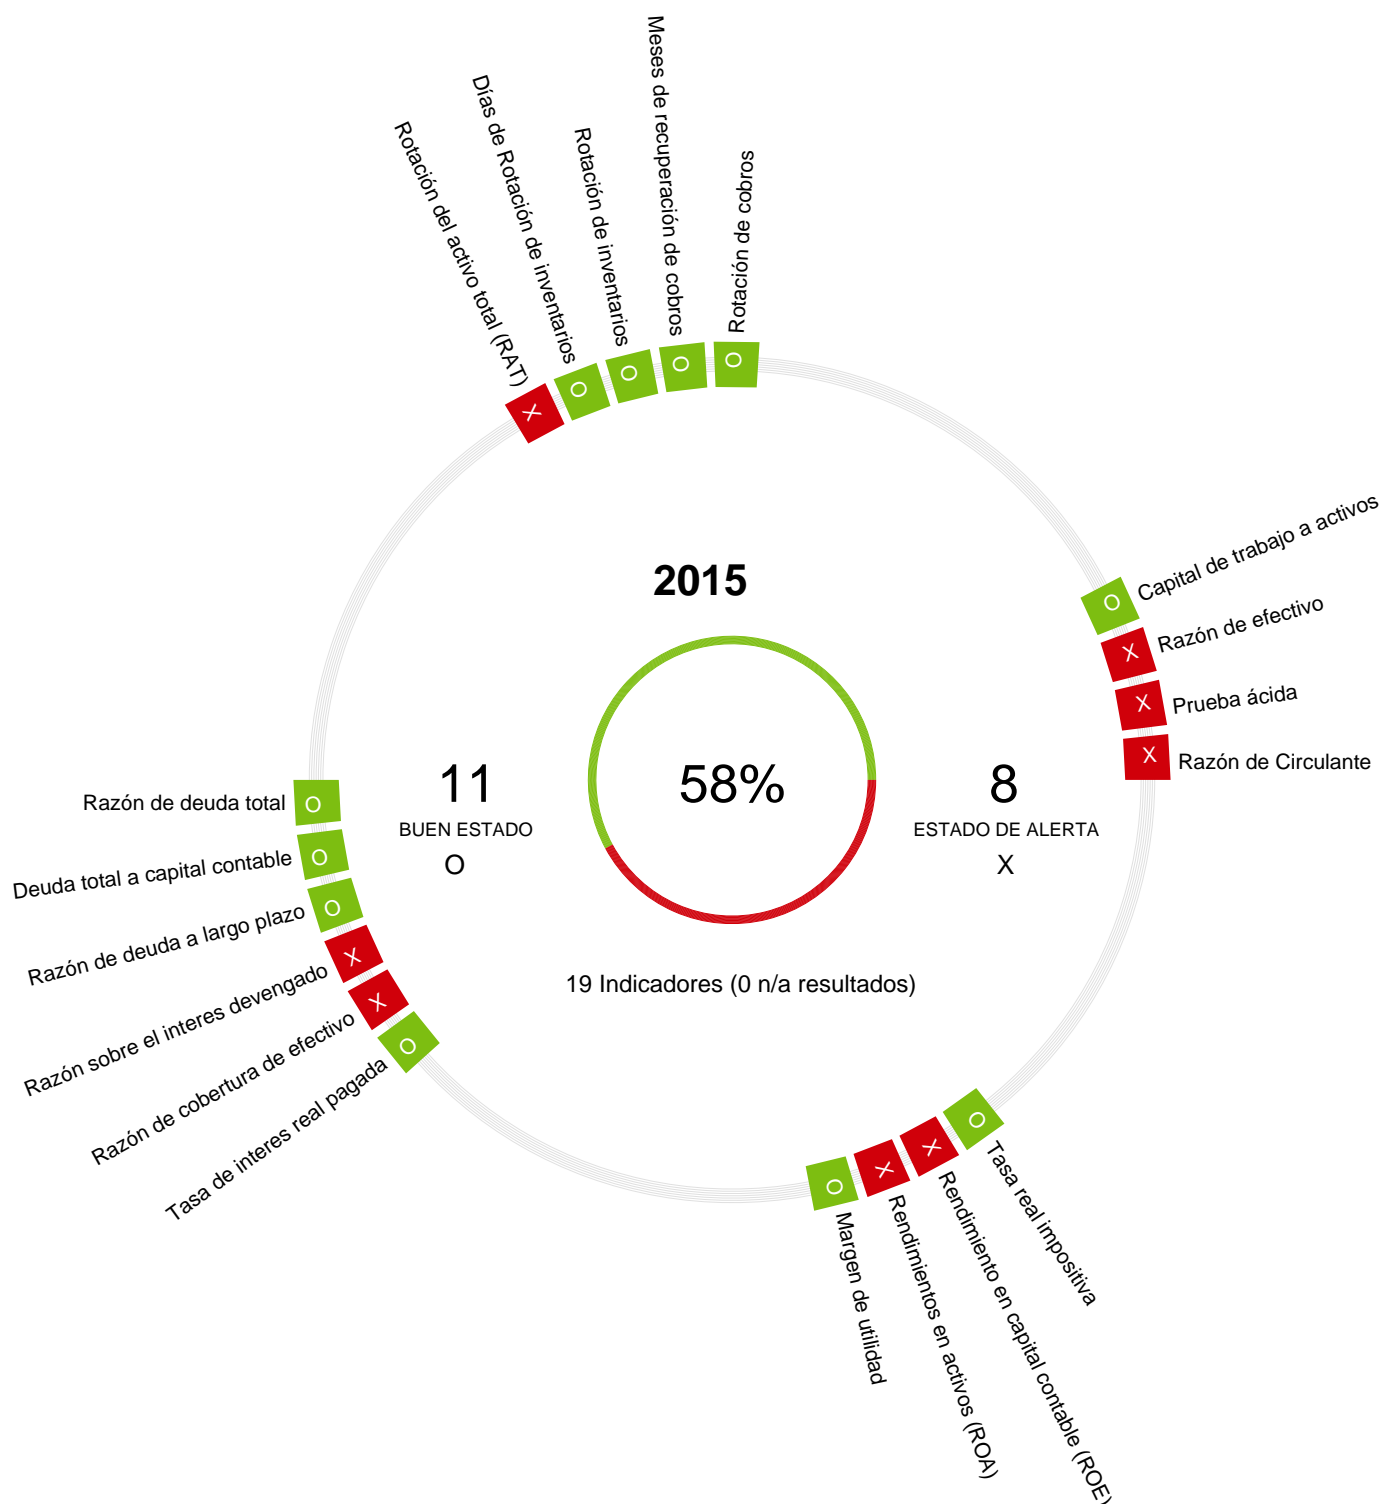 Rotación del activo total (RAT)
Días de Rotación de inventarios
Rotación de inventarios
Meses de recuperación de cobros
Rotación de cobros
X
O
O
O
O
Capital de trabajo a activos
O
Razón de efectivo
X
Prueba ácida
X
Razón de Circulante
X
2015
58%
11
BUEN ESTADO
O
8
ESTADO DE ALERTA
X
19 Indicadores (0 n/a resultados)
Razón de deuda total
O
Deuda total a capital contable
O
Razón de deuda a largo plazo
O
Razón sobre el interes devengado
X
Razón de cobertura de efectivo
X
Tasa de interes real pagada
O
O
X
X
O
Margen de utilidad
Rendimientos en activos (ROA)
Rendimiento en capital contable (ROE)
Tasa real impositiva